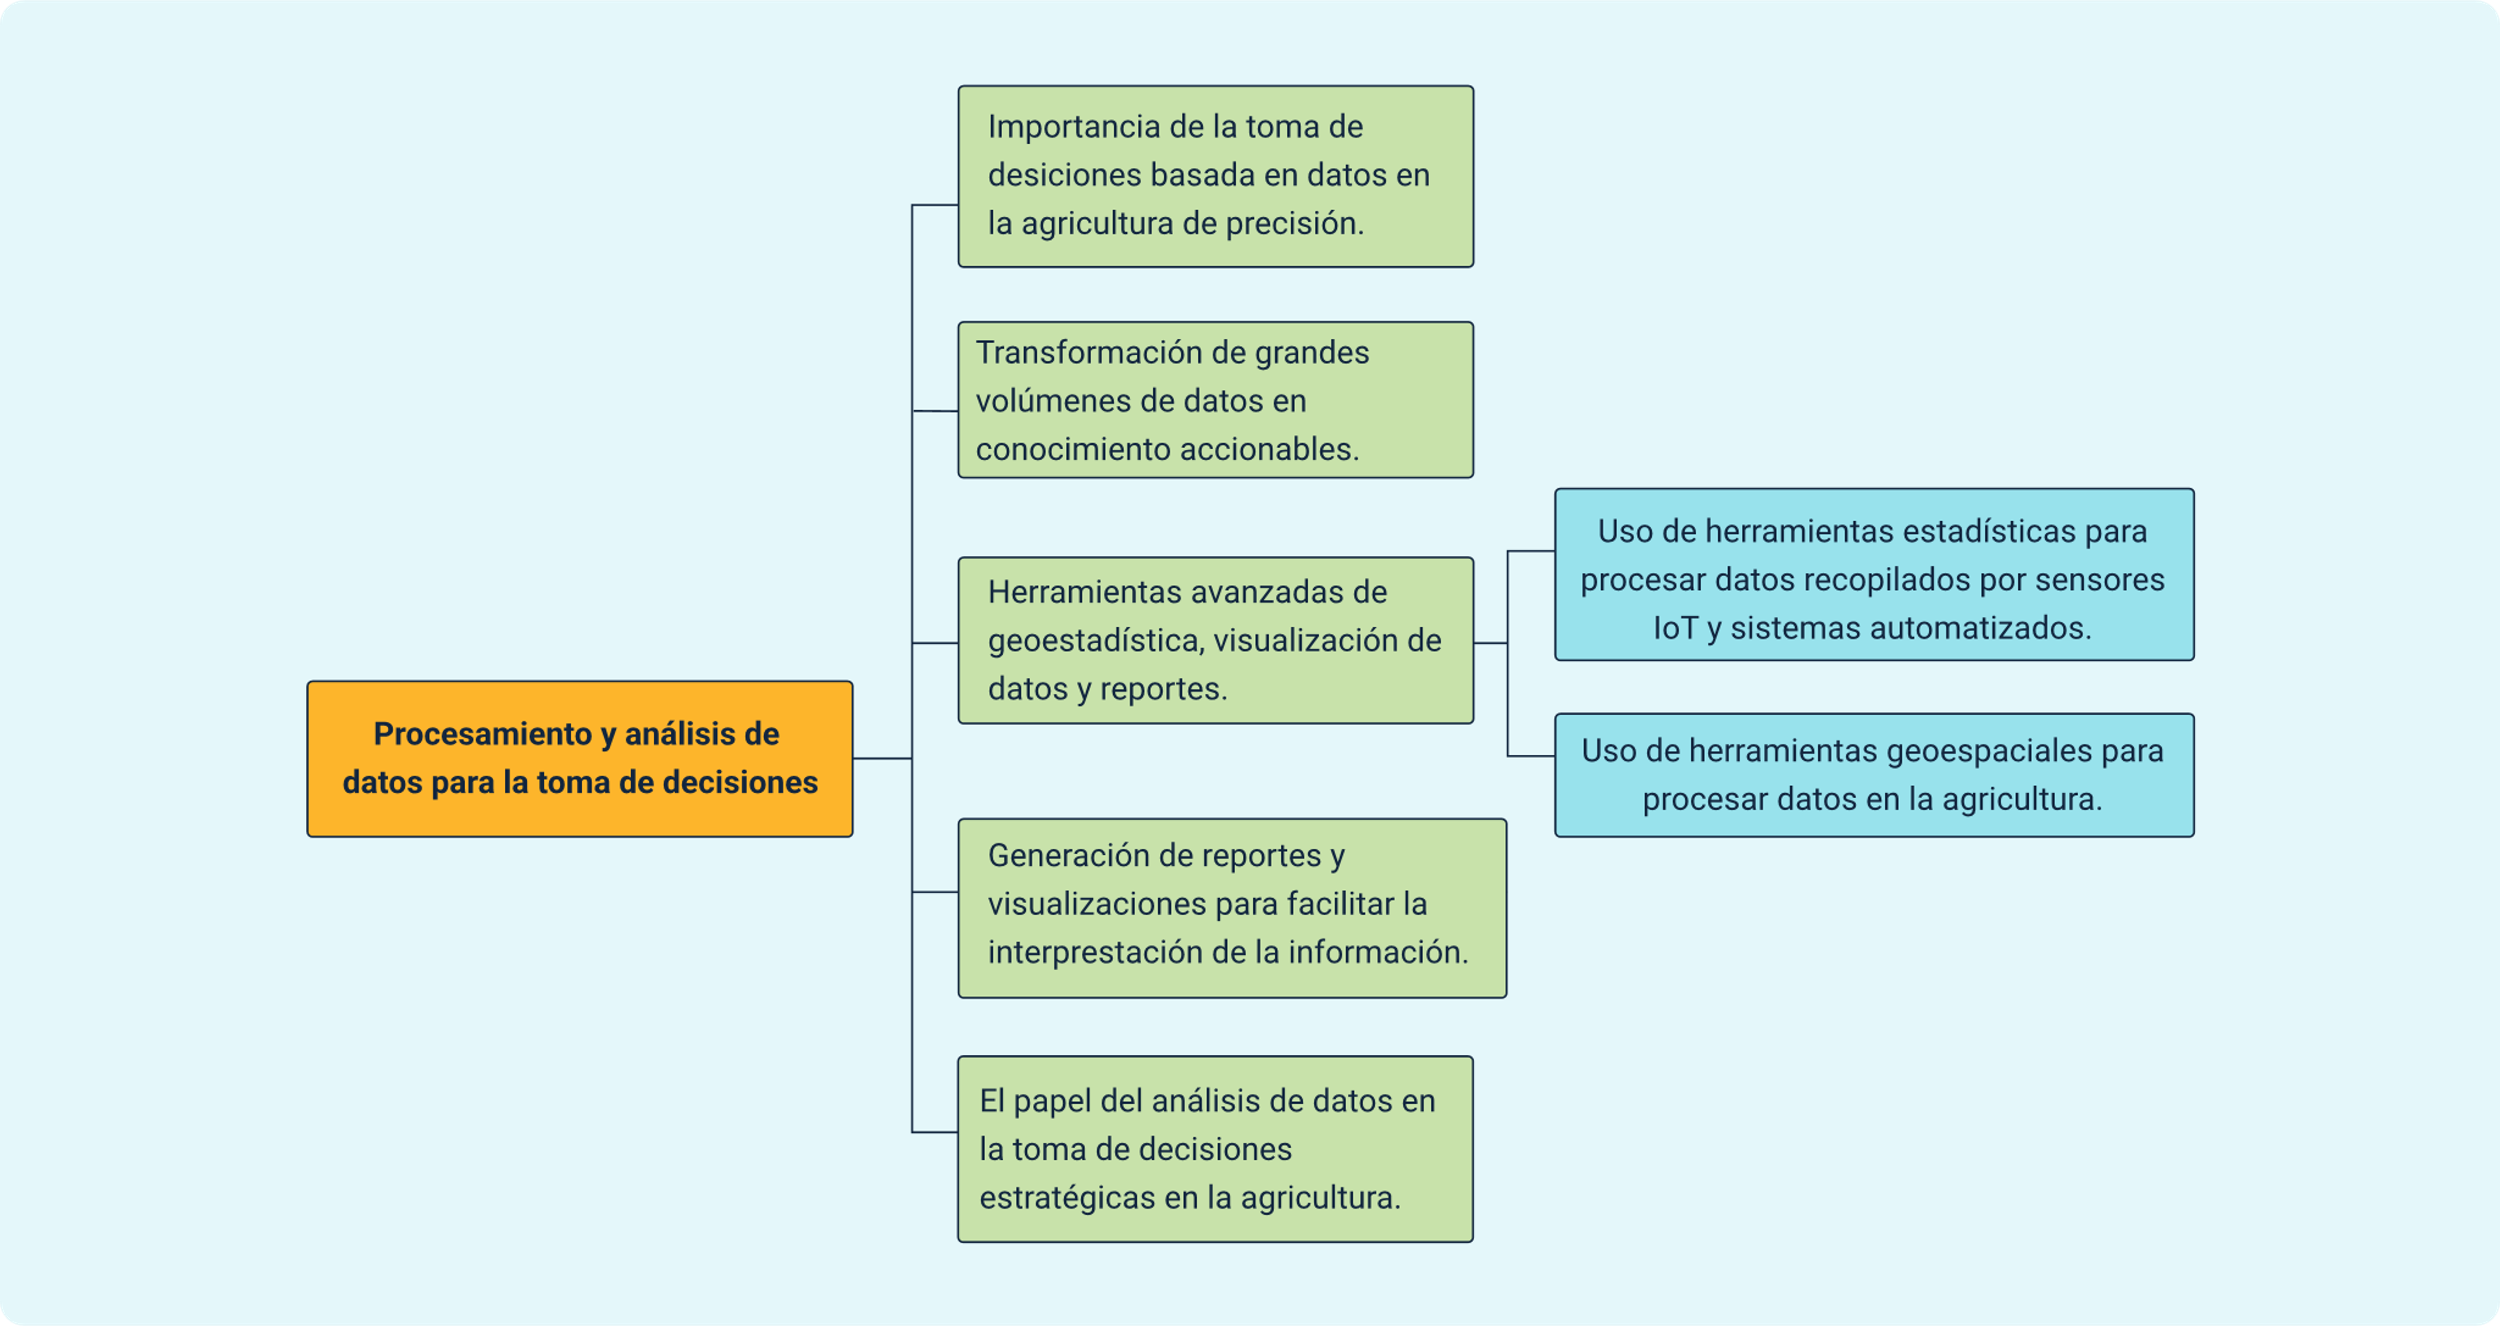 Importancia de la toma de
desiciones basada en datos en
la agricultura de precisión.
Transformación de grandes
volúmenes de datos en
conocimiento accionables.
Herramientas avanzadas de
geoestadística, visualización de
datos y reportes.
Uso de herramientas estadísticas para
procesar datos recopilados por sensores
IoT y sistemas automatizados.
Uso de herramientas geoespaciales para
procesar datos en la agricultura.
Procesamiento y análisis de
datos para la toma de decisiones
Generación de reportes y
visualizaciones para facilitar la
interprestación de la información.
El papel del análisis de datos en
la toma de decisiones
estratégicas en la agricultura.